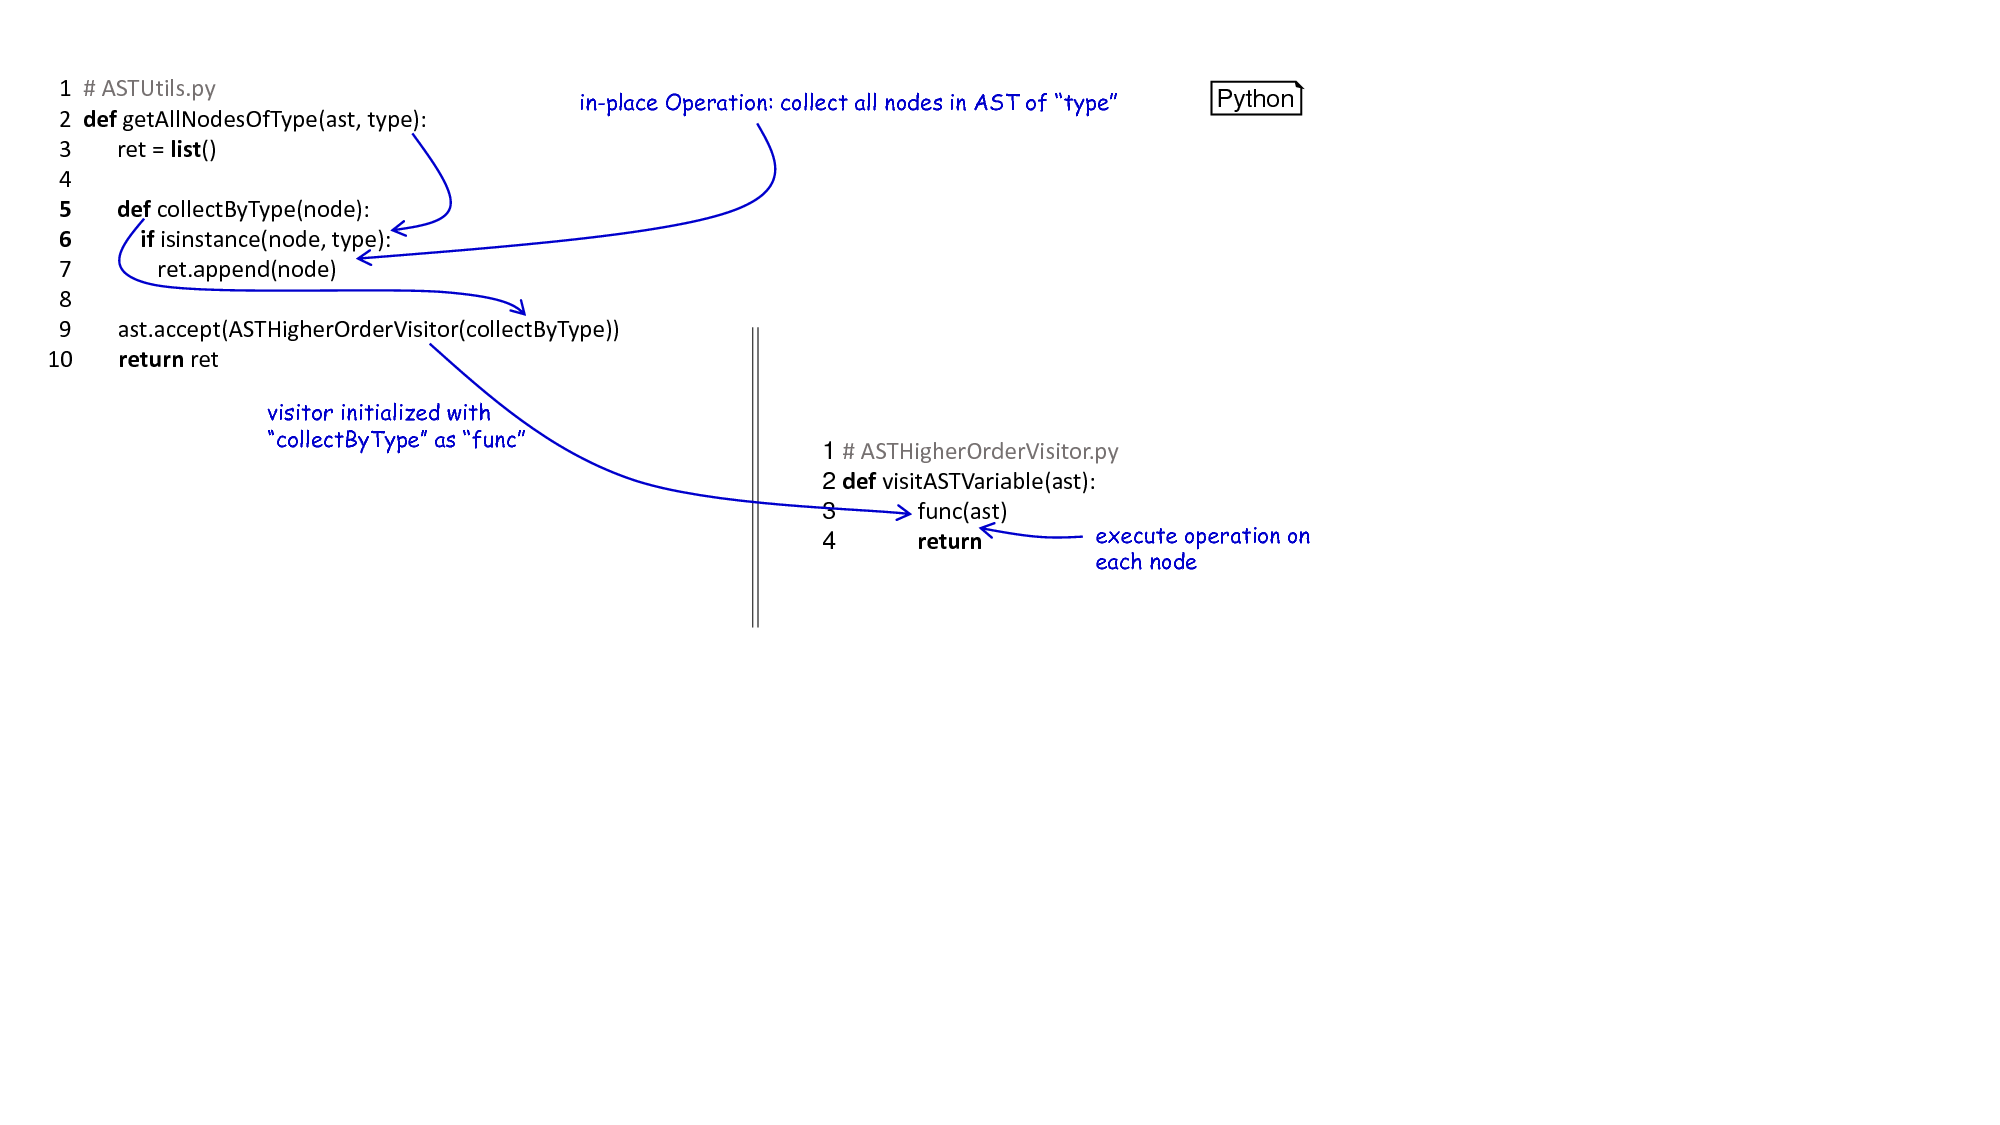 1 # ASTUtils.py
2 def getAllNodesOfType(ast, type):
3 ret = list()
4
5 def collectByType(node):
6 if isinstance(node, type):
7 ret.append(node)
8
9 ast.accept(ASTHigherOrderVisitor(collectByType))
10 return ret
in-place Operation: collect all nodes in AST of “type”
Python
visitor initialized with
“collectByType” as “func”
1 # ASTHigherOrderVisitor.py
2 def visitASTVariable(ast):
3 func(ast)
4 return
execute operation on
each node